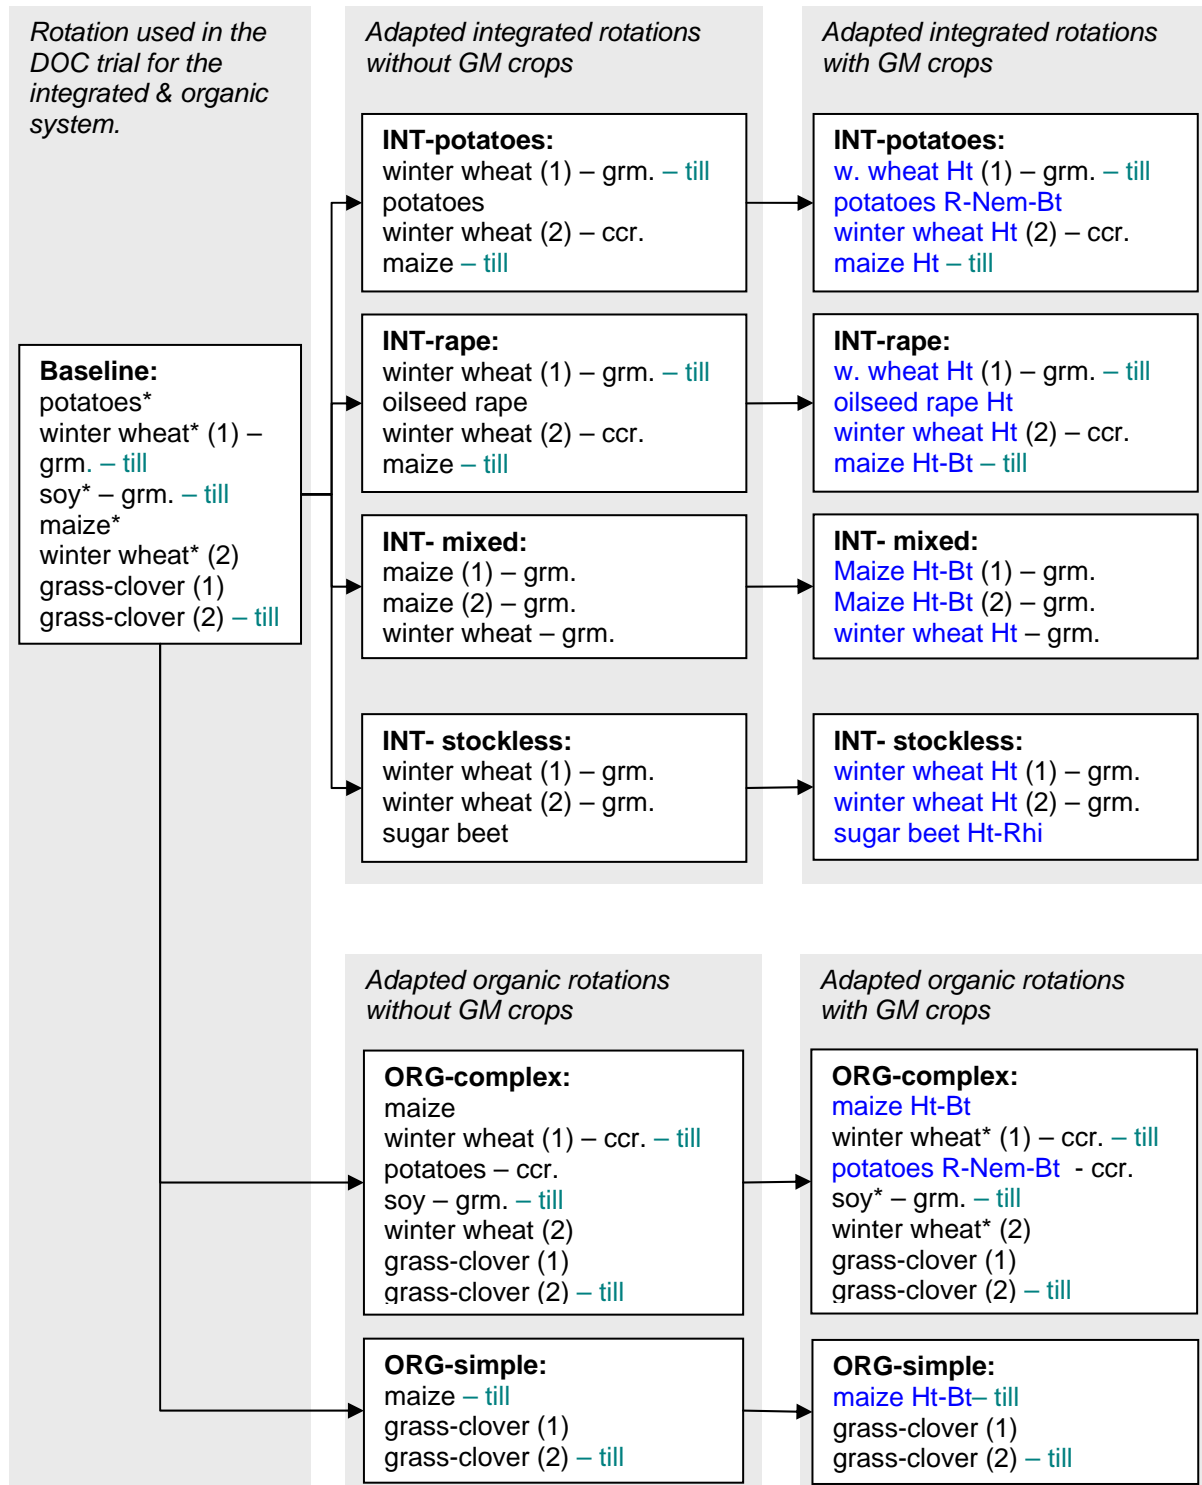 Rotation used in the
DOC trial for the
integrated & organic
system.
Baseline:
potatoes*
winter wheat* (1) –
grm. – till
soy* – grm. – till
maize*
winter wheat* (2)
grass-clover (1)
grass-clover (2) – till
Adapted integrated rotations
without GM crops
INT-potatoes:
winter wheat (1) – grm. – till
potatoes
winter wheat (2) – ccr.
maize – till
INT-rape:
winter wheat (1) – grm. – till
oilseed rape
winter wheat (2) – ccr.
maize – till
INT- mixed:
maize (1) – grm.
maize (2) – grm.
winter wheat – grm.
INT- stockless:
winter wheat (1) – grm.
winter wheat (2) – grm.
sugar beet
Adapted integrated rotations
with GM crops
INT-potatoes:
w. wheat Ht (1) – grm. – till
potatoes R-Nem-Bt
winter wheat Ht (2) – ccr.
maize Ht – till
INT-rape:
w. wheat Ht (1) – grm. – till
oilseed rape Ht
winter wheat Ht (2) – ccr.
maize Ht-Bt – till
INT- mixed:
Maize Ht-Bt (1) – grm.
Maize Ht-Bt (2) – grm.
winter wheat Ht – grm.
INT- stockless:
winter wheat Ht (1) – grm.
winter wheat Ht (2) – grm.
sugar beet Ht-Rhi
Adapted organic rotations
without GM crops
ORG-complex:
maize
winter wheat (1) – ccr. – till
potatoes – ccr.
soy – grm. – till
winter wheat (2)
grass-clover (1)
grass-clover (2) – till
ORG-simple:
maize – till
grass-clover (1)
grass-clover (2) – till
Adapted organic rotations
with GM crops
ORG-complex:
maize Ht-Bt
winter wheat* (1) – ccr. – till
potatoes R-Nem-Bt - ccr.
soy* – grm. – till
winter wheat* (2)
grass-clover (1)
grass-clover (2) – till
ORG-simple:
maize Ht-Bt– till
grass-clover (1)
grass-clover (2) – till